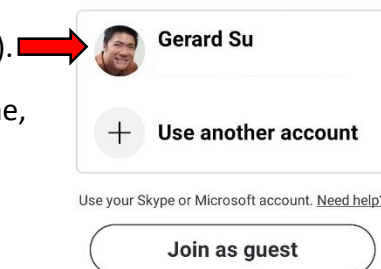 ).
Gerard Su
e,
+ Use another account
Use your Skype or Microsoft account. Need help?
Join as guest